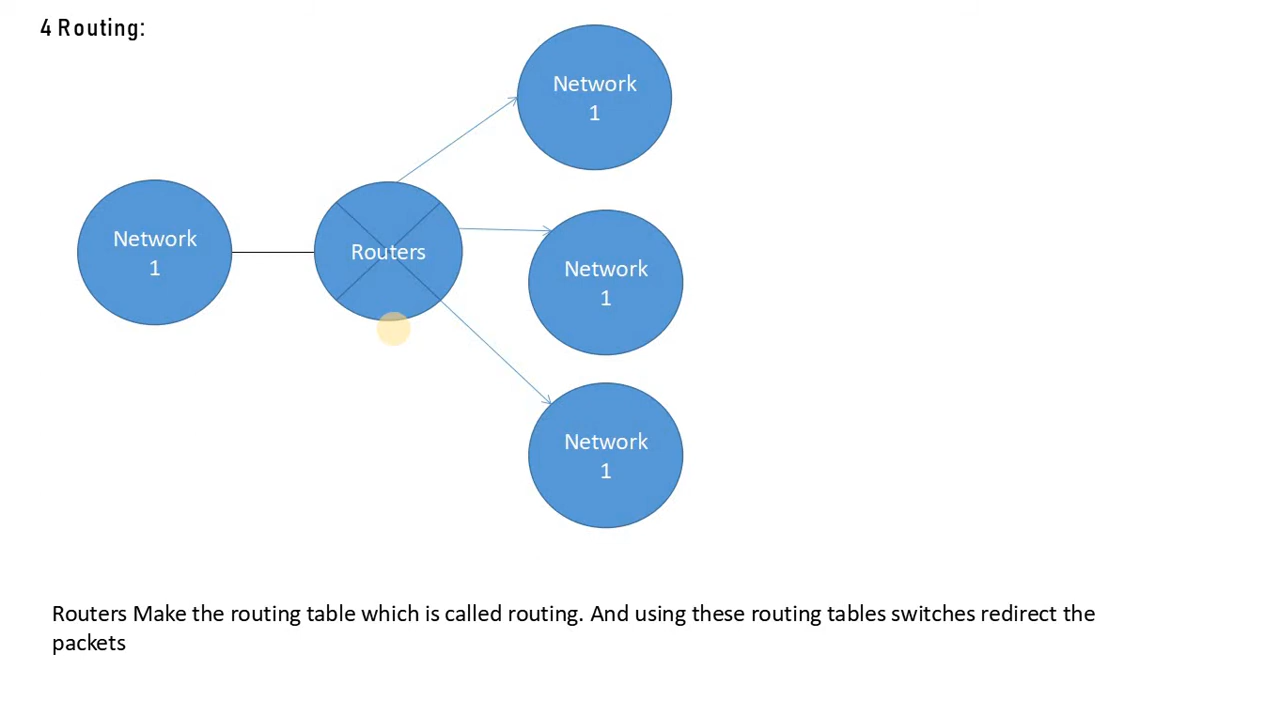 4 Routing:
Network
1
Network
1
Routers
Network
1
Network
1
Routers Make the routing table which is called routing. And using these routing tables switches redirect the
packets